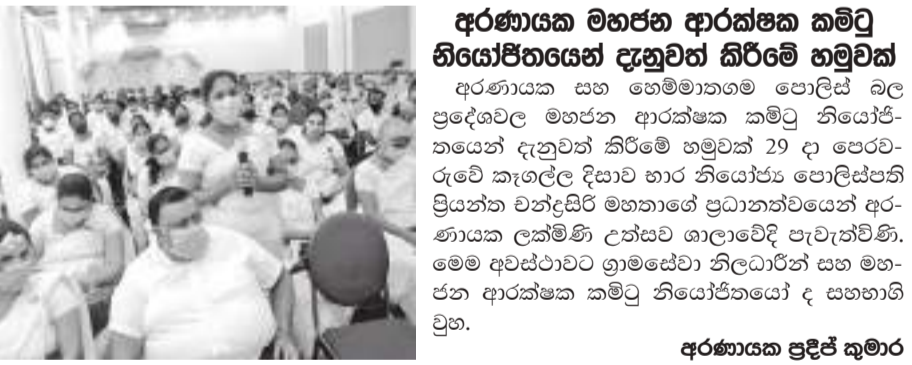 අරණායක මහජන ආරක්ෂක කමිටු
නියෝජිතයෙන් දැනුවත් කිරීමේ හමුවක්
අරණායක සහ හෙම්මාතගම පොලිස් බල
ප්‍රදේශවල මහජන ආරක්ෂක කමිටු නියෝජි-
තයෙන් දැනුවත් කිරීමේ හමුවක් 29 දා පෙරව-
රුවේ කෑගල්ල දිසාව භාර නියෝජ්‍ය පොලිස්පති
ප්‍රියන්ත චන්ද්‍රසිරි මහතාගේ ප්‍රධානත්වයෙන් අර-
ණායක ලක්මිණි උත්සව ශාලාවේදි පැවැත්විණි.
මෙම අවස්ථාවට ග්‍රාමසේවා නිලධාරීන් සහ මහ-
ජන ආරක්ෂක කමිටු නියෝජිතයෝ ද සහභාගි
වුහ.
අරණායක ප්‍රදීප් කුමාර